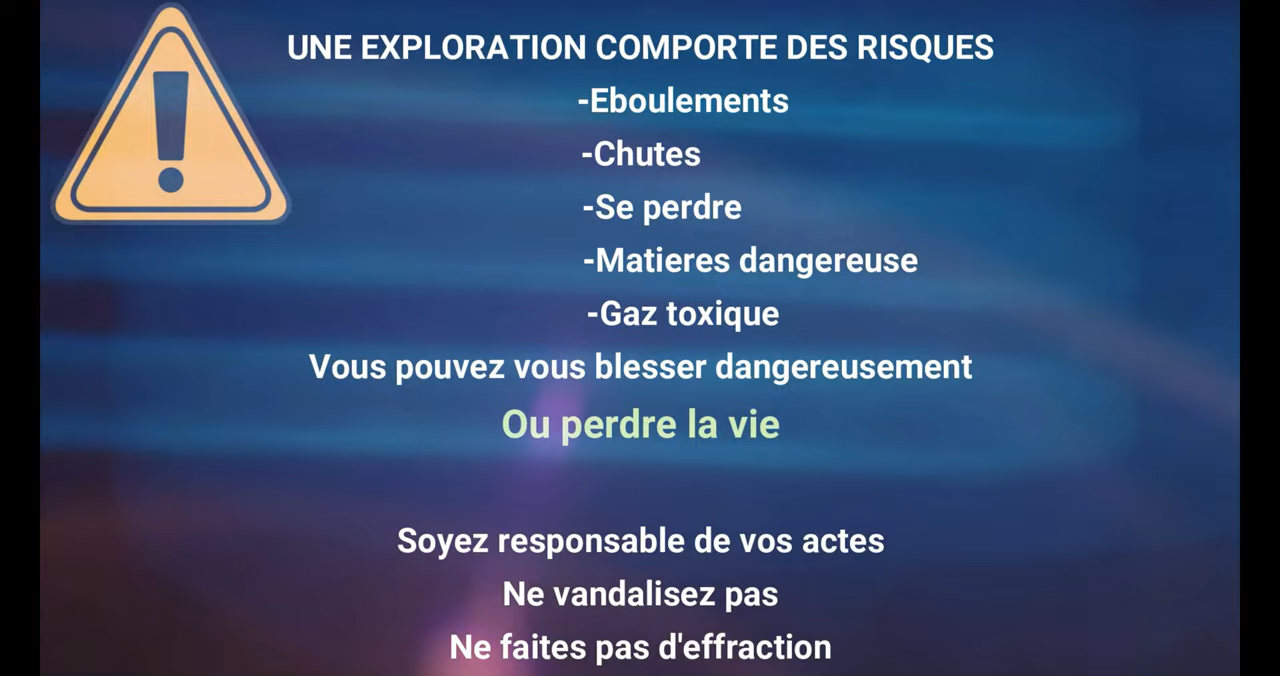 UNE EXPLORATION COMPORTE DES RISQUES
-Eboulements
-Chutes
-Se perdre
-Matieres dangereuse
-Gaz toxique
Vous pouvez vous blesser dangereusement
Ou perdre la vie
Soyez responsable de vos actes
Ne vandalisez pas
Ne faites pas d'effraction